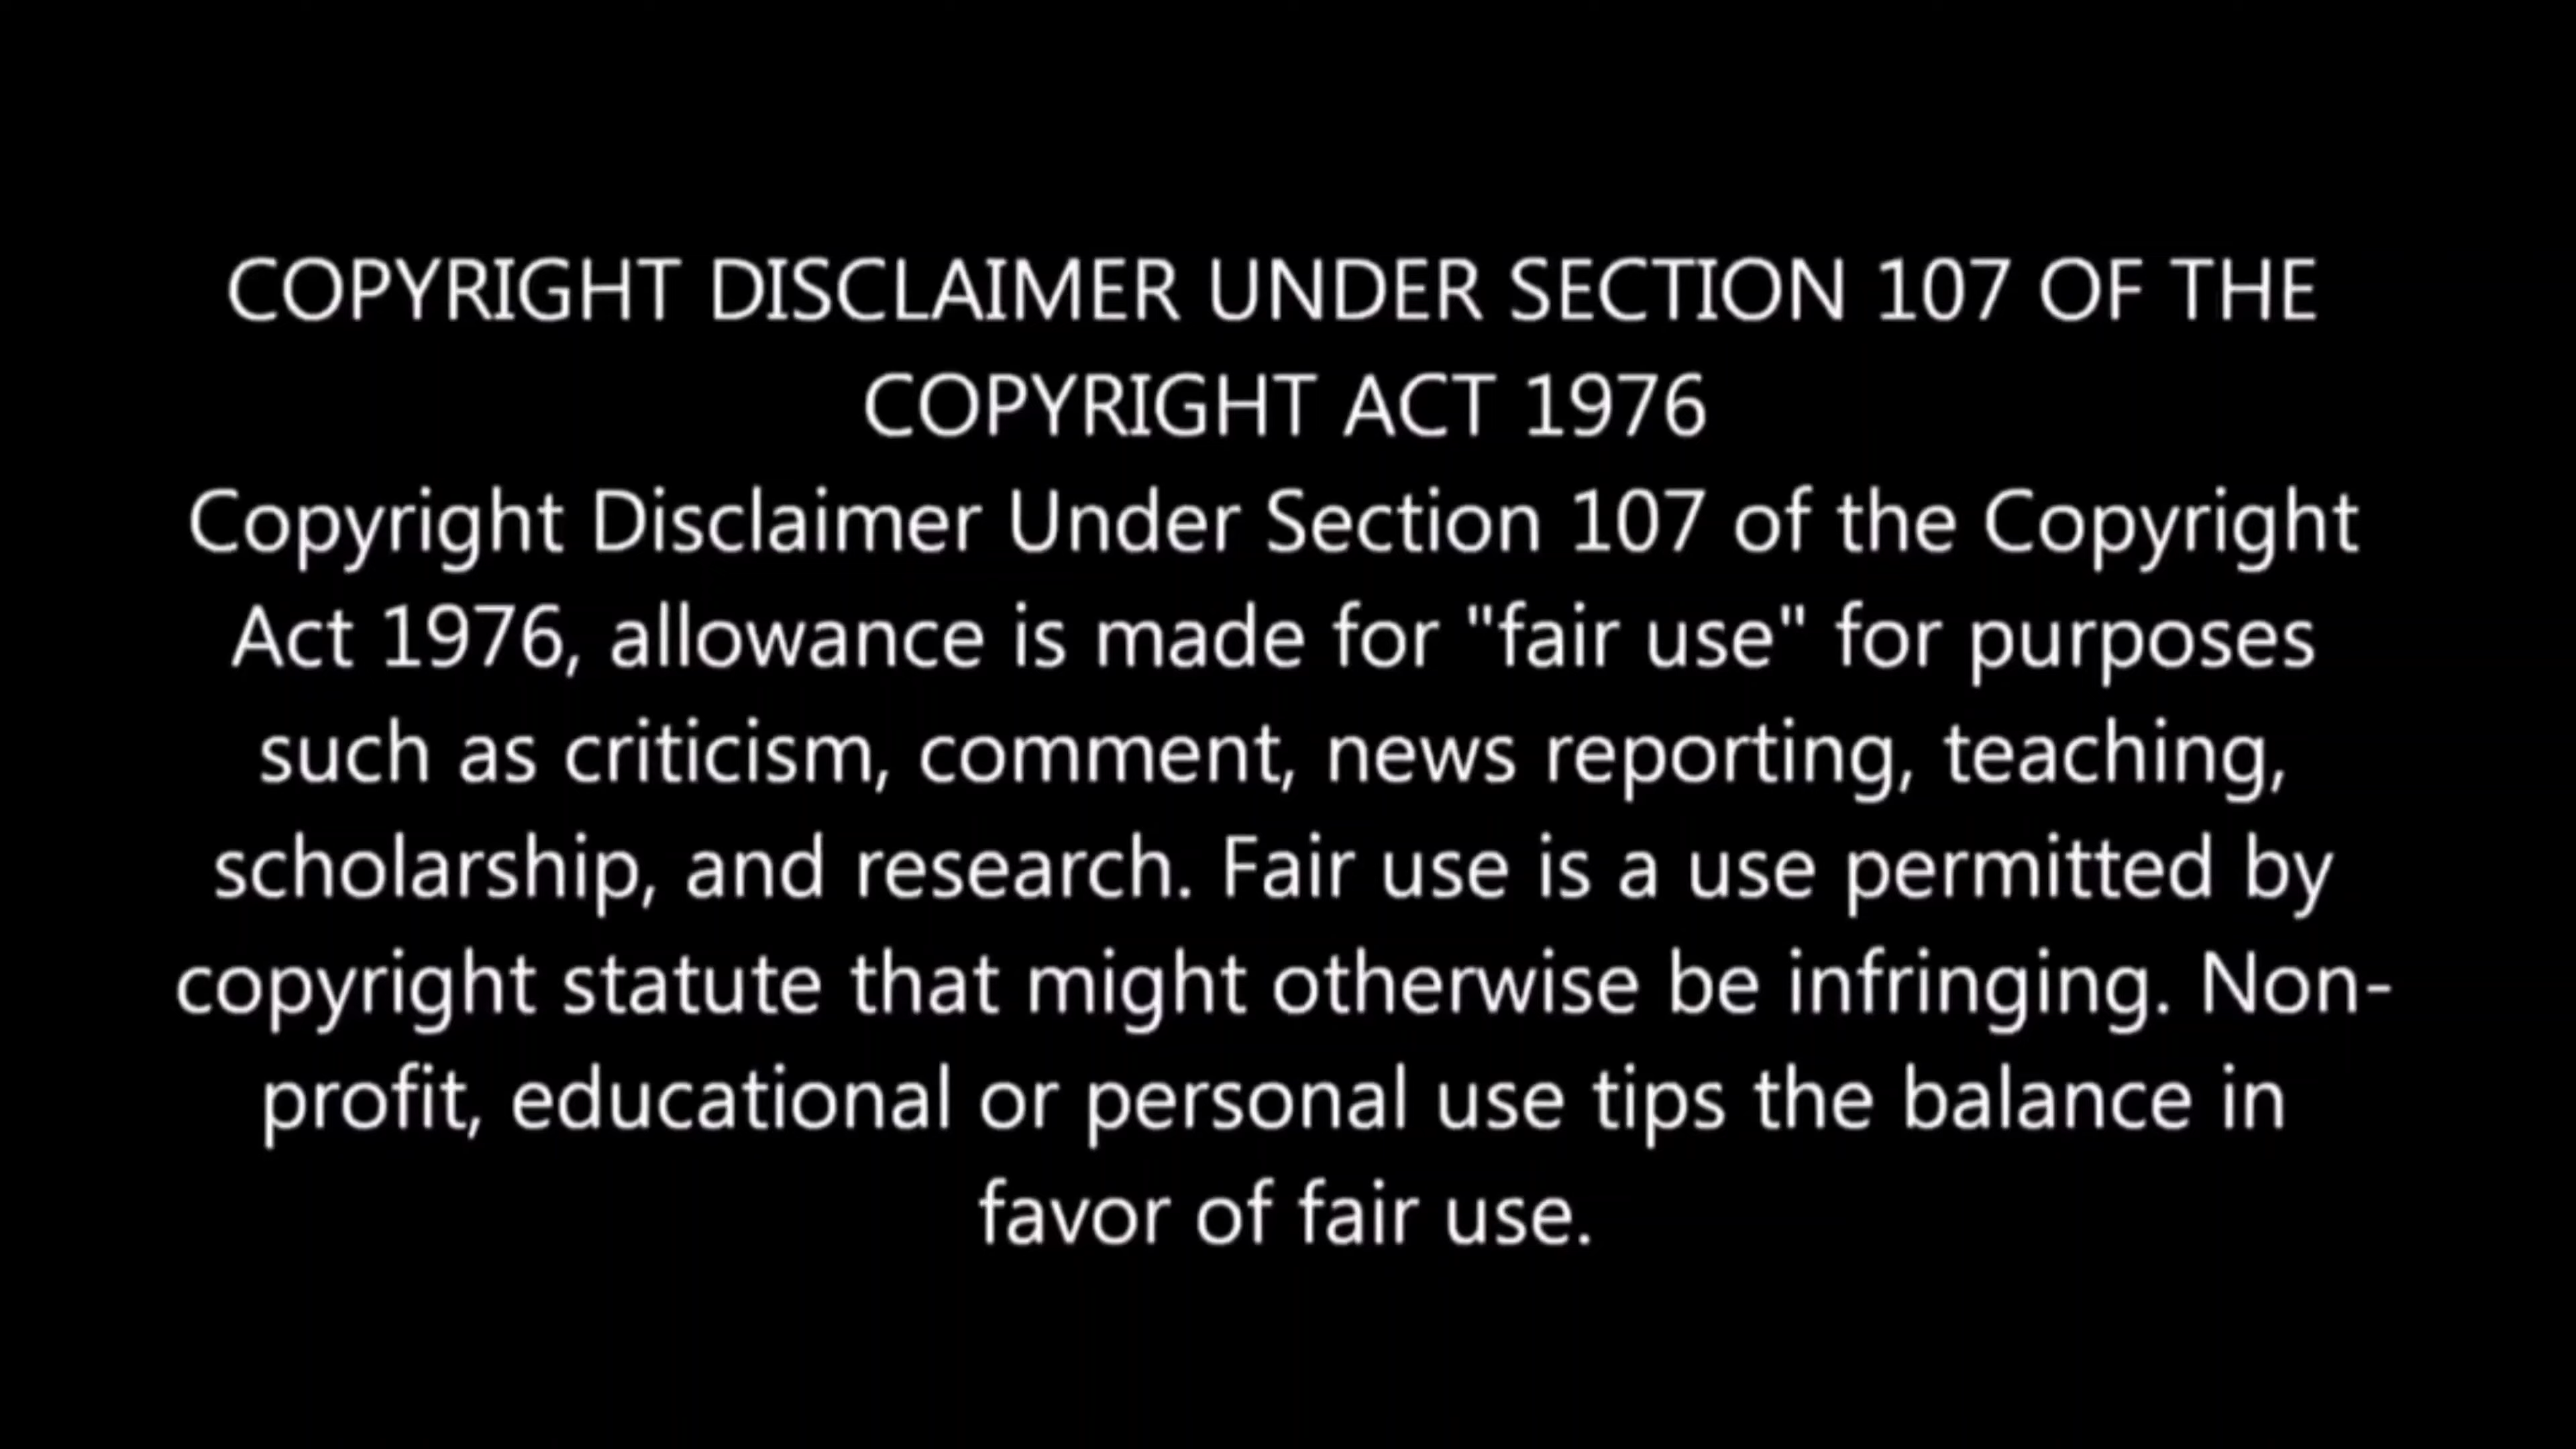 COPYRIGHT DISCLAIMER UNDER SECTION 107 OF THE
COPYRIGHT ACT 1976
Copyright Disclaimer Under Section 107 of the Copyright
Act 1976, allowance is made for "fair use" for purposes
such as criticism, comment, news reporting, teaching,
scholarship, and research. Fair use is a use permitted by
copyright statute that might otherwise be infringing. Non-
profit, educational or personal use tips the balance in
favor of fair use.